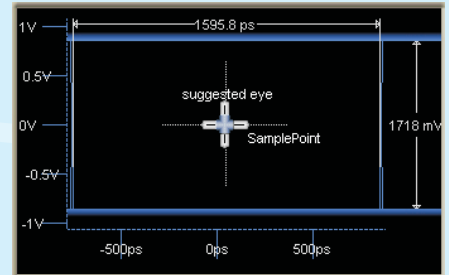 1V
1595.8 ps
0.5V
suggested eye
0V
SamplePoint
1718 mV
-0.5V
-1V
-500ps
0ps
500ps